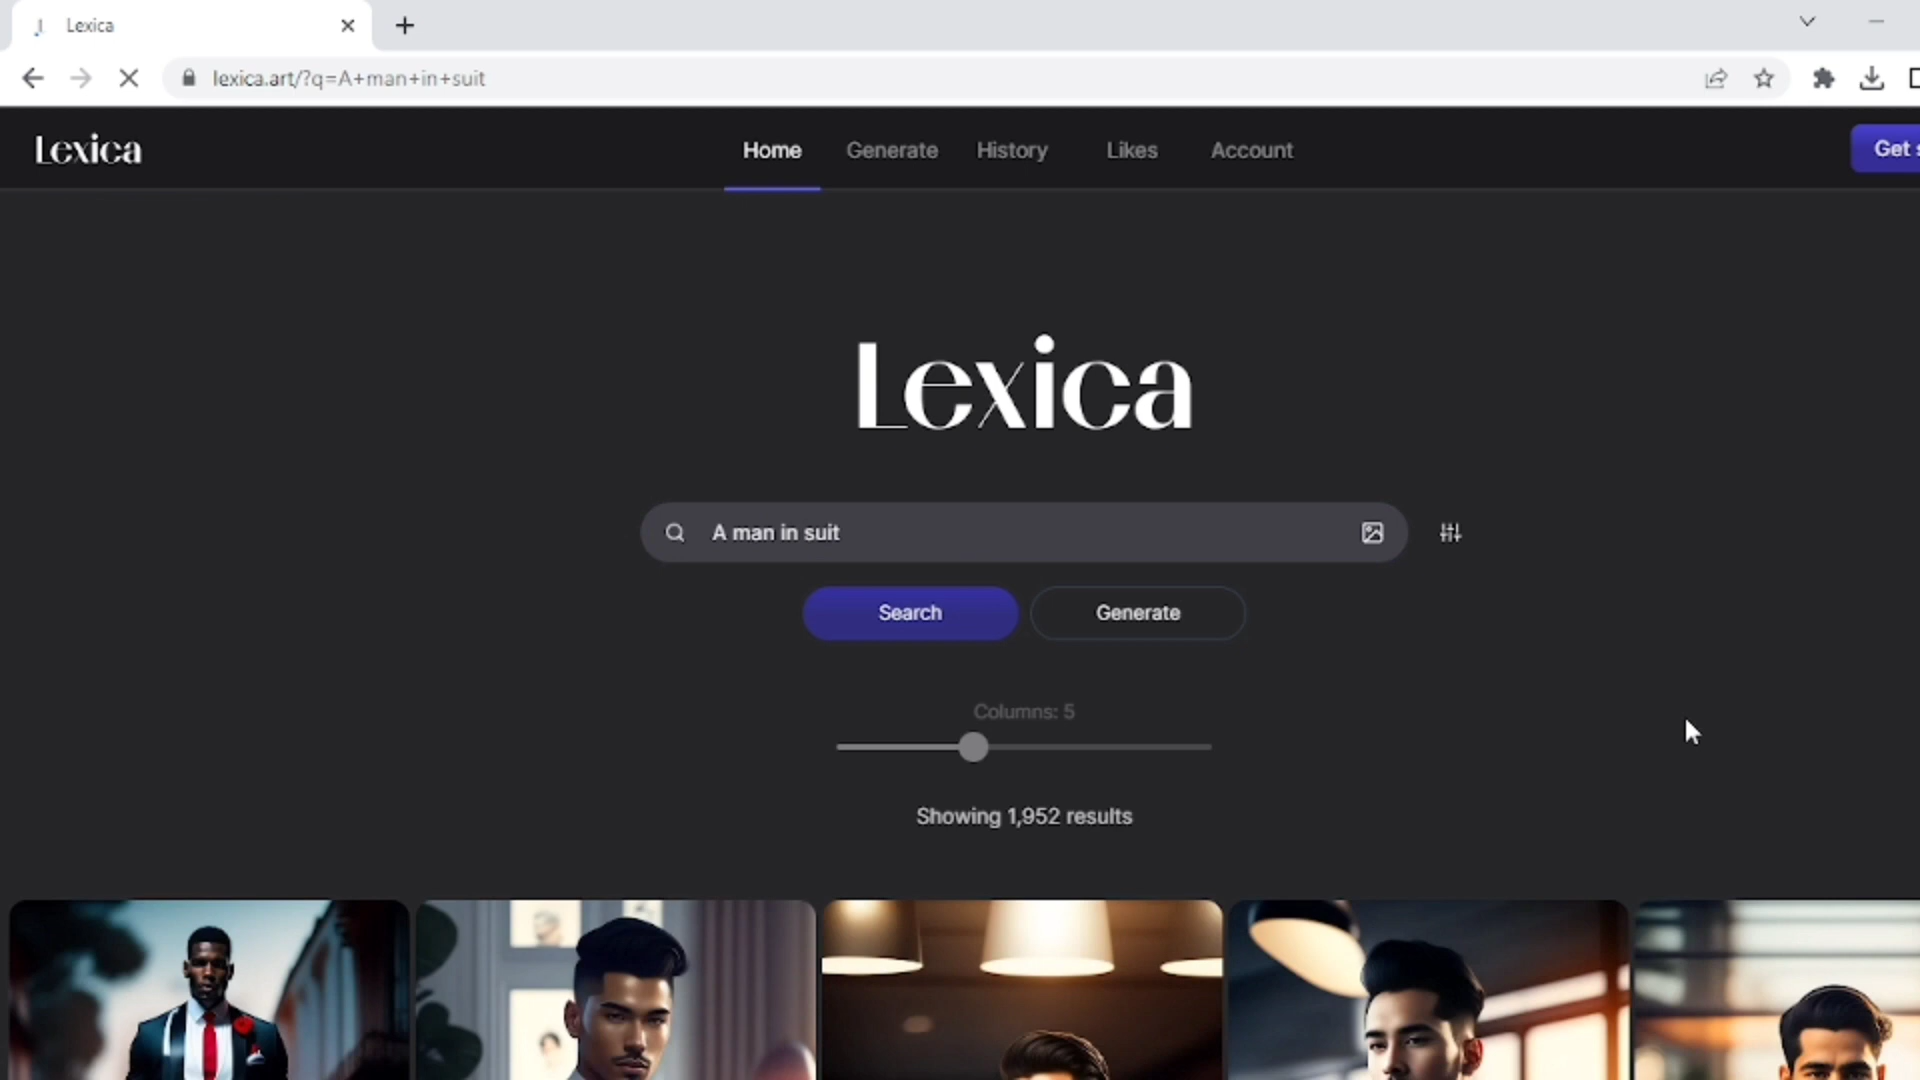 Lexica
lexica.art/?q=A+man+in+suit
Lexica
Home
Generate
History
Likes
Account
Get
Lexica
A man in suit
Search
Generate
Columns: 5
Showing 1,952 results